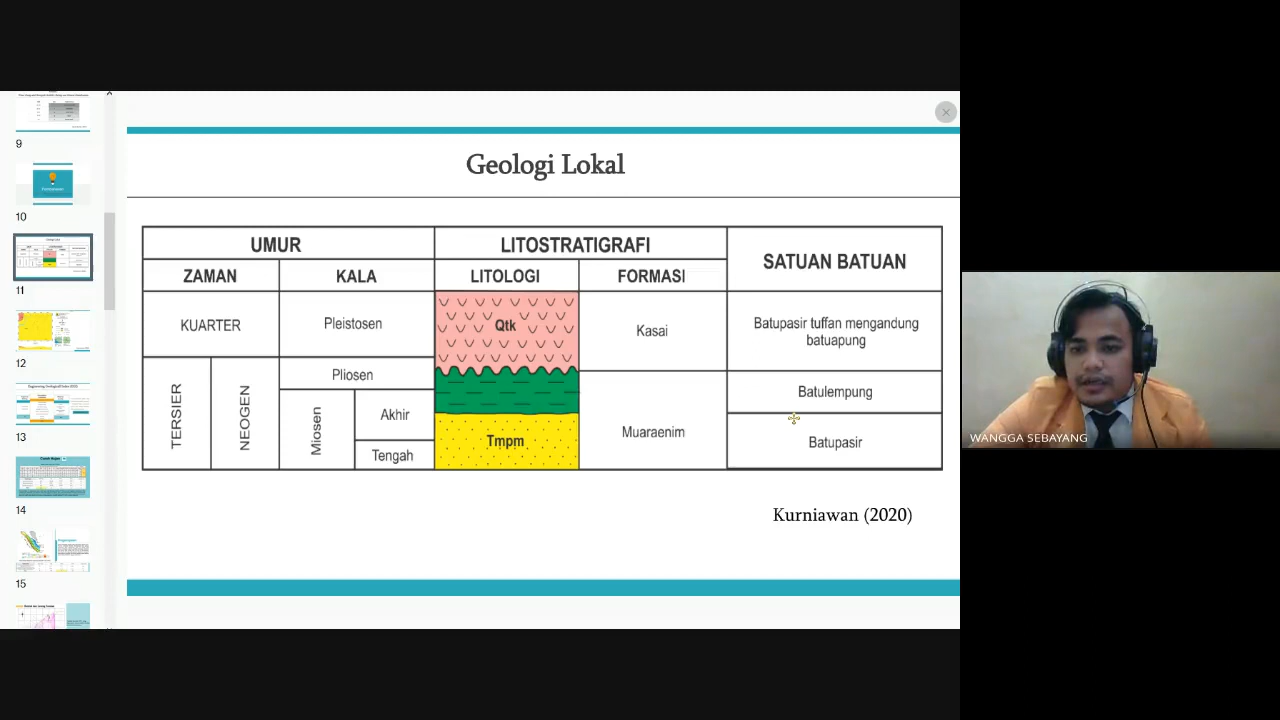 Geologi Lokal
UMUR
LITOSTRATIGRAFI
SATUAN BATUAN
ZAMAN
KALA
LITOLOGI
FORMASI
KUARTER
Pleistosen
Qtk
Kasai
Batupasir tuffan mengandung
batuapung
TERSIER
NEOGEN
Pliosen
Miosen
Akhir
Tengah
Tmpm
Muaraenim
Batulempung
Batupasir
Kurniawan (2020)
9
10
11
12
13
14
15
WANGGA SEBAYANG